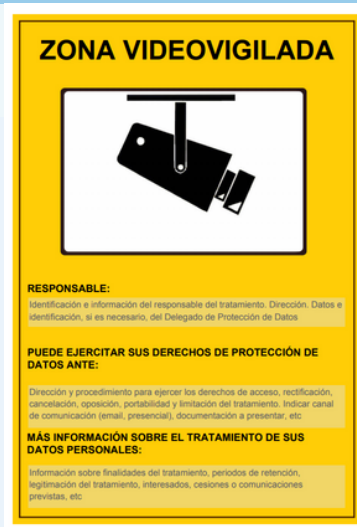 ZONA VIDEOVIGILADA
RESPONSABLE:
Identificación e información del responsable del tratamiento. Dirección. Datos e
identificación, si es necesario, del Delegado de Protección de Datos
PUEDE EJERCITAR SUS DERECHOS DE PROTECCIÓN DE
DATOS ANTE:
Dirección y procedimiento para ejercer los derechos de acceso, rectificación,
cancelación, oposición, portabilidad y limitación del tratamiento. Indicar canal
de comunicación (email, presencial), documentación a presentar, etc
MÁS INFORMACIÓN SOBRE EL TRATAMIENTO DE SUS
DATOS PERSONALES:
Información sobre finalidades del tratamiento, periodos de retención,
legitimación del tratamiento, interesados, cesiones o comunicaciones
previstas, etc